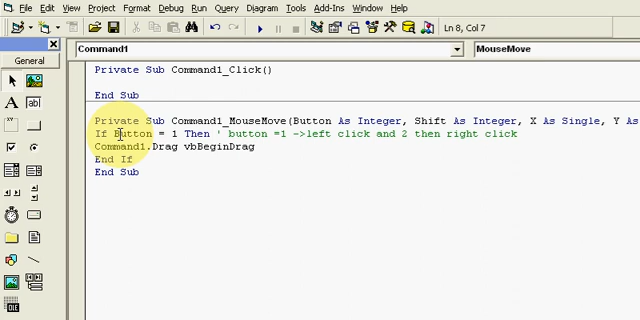 File Edit View Project Format Debug Run Query Diagram Tools Add-Ins Window Help
Ln 8, Col 7
General
Command1
MouseMove
Private Sub Command1_Click()
End Sub
Private Sub Command1_MouseMove(Button As Integer, Shift As Integer, X As Single, Y As
If Button = 1 Then ' button =1 ->left click and 2 then right click
Command1.Drag vbBeginDrag
End If
End Sub
A
ab
OLE